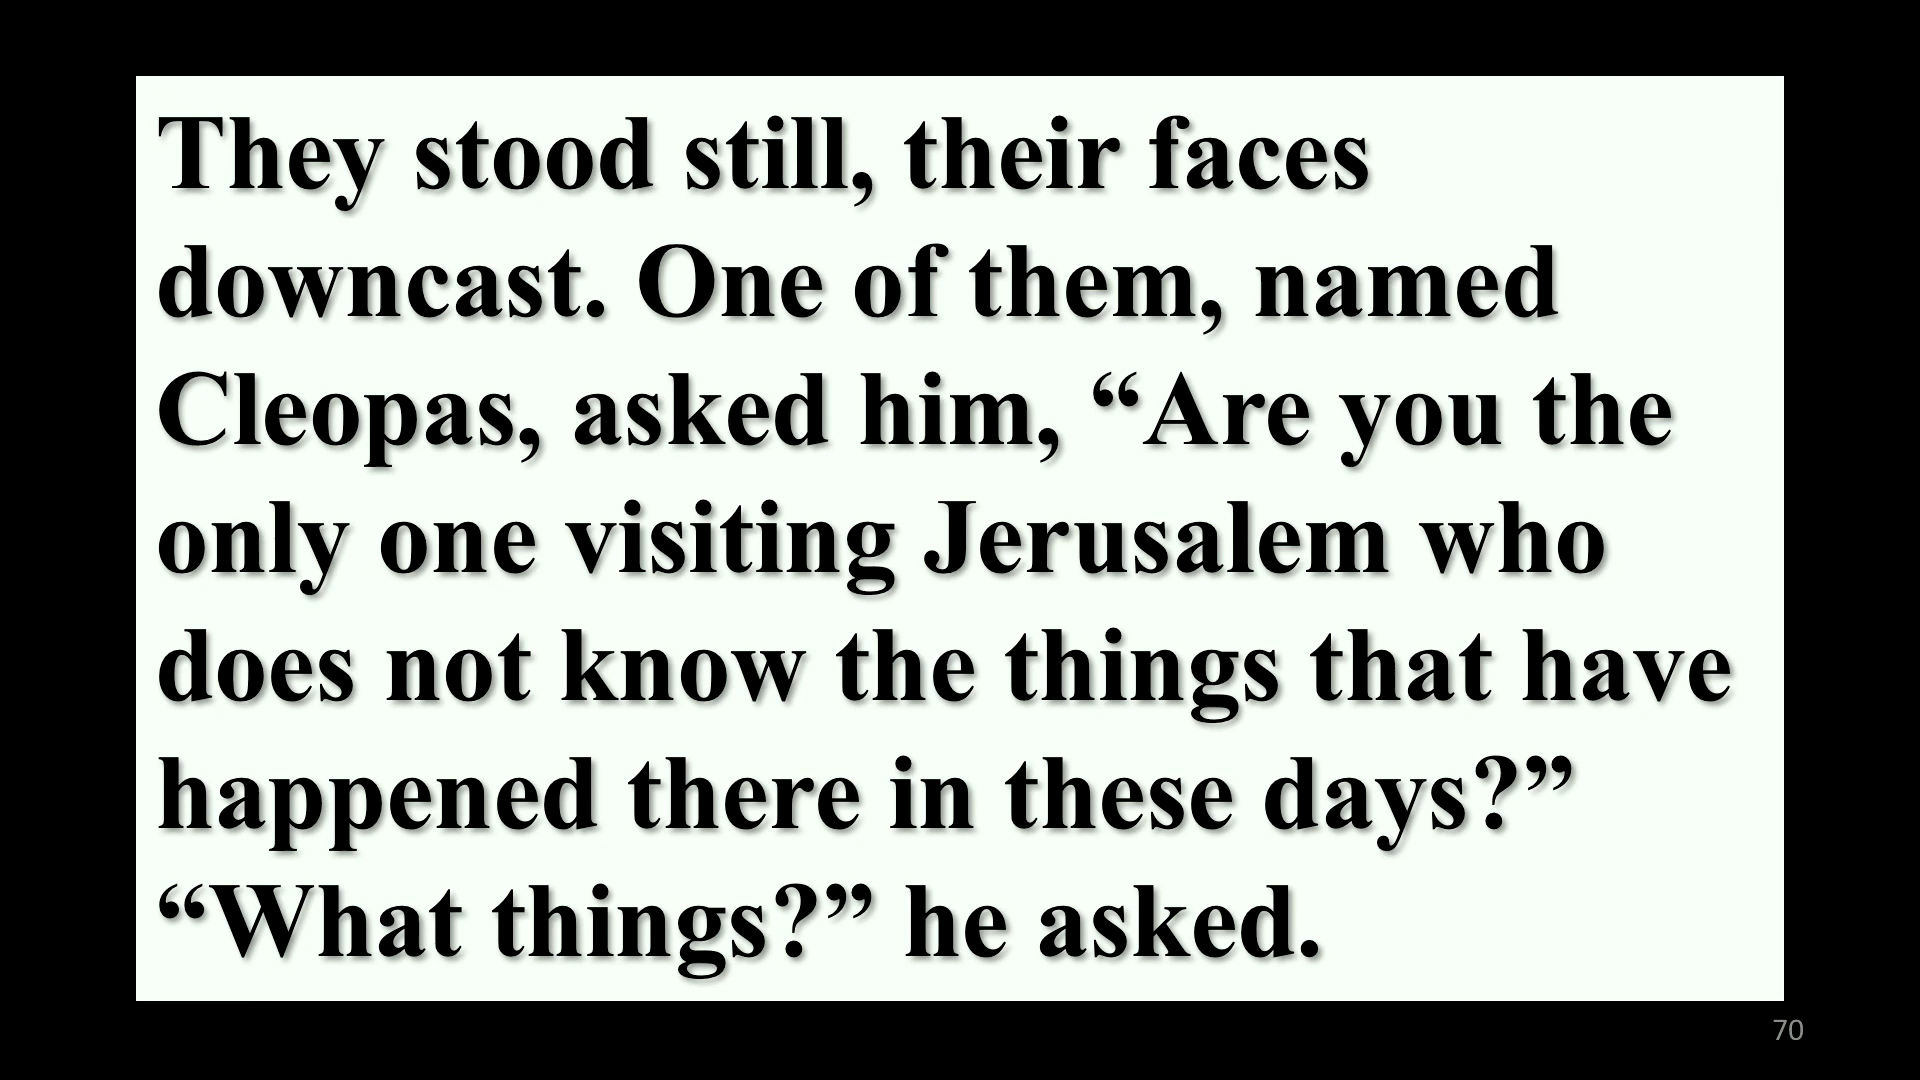 They stood still, their faces
downcast. One of them, named
Cleopas, asked him, “Are you the
only one visiting Jerusalem who
does not know the things that have
happened there in these days?”
“What things?” he asked.
70